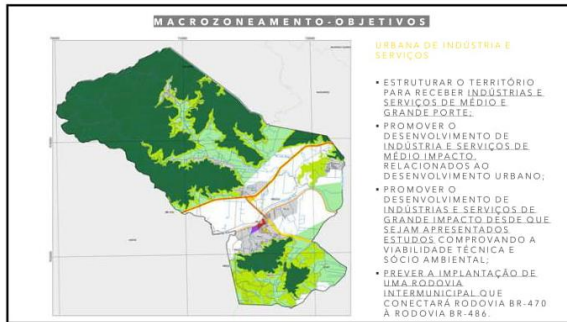 MACROZONEAMENTO-OBJETIVOS
URBANA DE INDÚSTRIA E
SERVIÇOS
• ESTRUTURAR O TERRITÓRIO
PARA RECEBER INDÚSTRIAS E
SERVIÇOS DE MÉDIO E
GRANDE PORTE;
• PROMOVER O
DESENVOLVIMENTO DE
INDÚSTRIA E SERVIÇOS DE
MÉDIO IMPACTO,
RELACIONADOS AO
DESENVOLVIMENTO URBANO;
• PROMOVER O
DESENVOLVIMENTO DE
INDÚSTRIAS E SERVIÇOS DE
GRANDE IMPACTO DESDE QUE
SEJAM APRESENTADOS
ESTUDOS COMPROVANDO A
VIABILIDADE TÉCNICA E
SÓCIO AMBIENTAL;
• PREVER A IMPLANTAÇÃO DE
UMA RODOVIA
INTERMUNICIPAL QUE
CONECTARÁ RODOVIA BR-470
À RODOVIA BR-486.